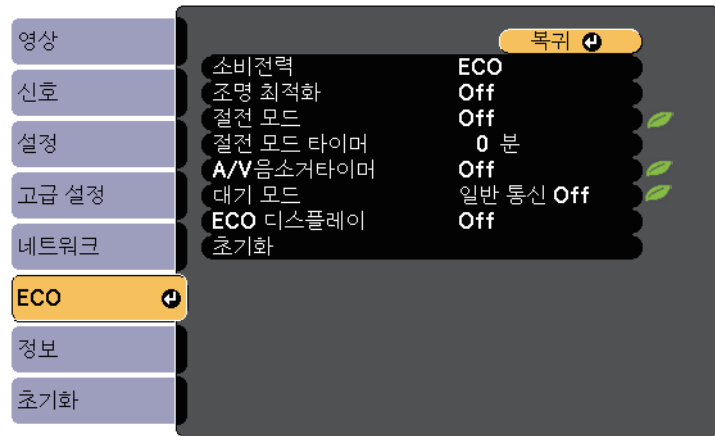 영상
신호
설정
고급 설정
네트워크
ECO
정보
초기화
복귀
소비전력 ECO
조명 최적화 Off
절전 모드 Off
절전 모드 타이머 0 분
A/V음소거타이머 Off
대기 모드 일반 통신 Off
ECO 디스플레이 Off
초기화